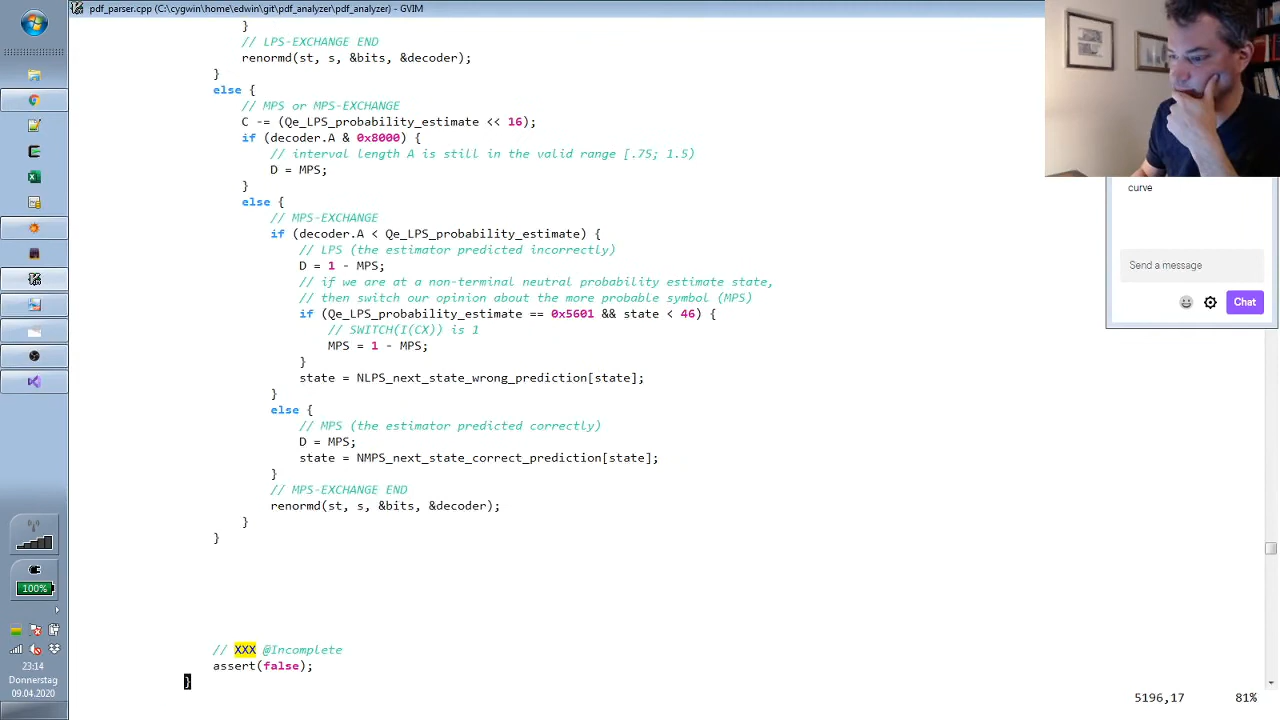 pdf_parser.cpp (C:\cygwin\home\edwin\git\pdf_analyzer\pdf_analyzer) - GVIM
}
// LPS-EXCHANGE END
renormd(st, s, &bits, &decoder);
}
else {
// MPS or MPS-EXCHANGE
C -= (Qe_LPS_probability_estimate << 16);
if (decoder.A & 0x8000) {
// interval length A is still in the valid range [.75; 1.5)
D = MPS;
}
else {
// MPS-EXCHANGE
if (decoder.A < Qe_LPS_probability_estimate) {
// LPS (the estimator predicted incorrectly)
D = 1 - MPS;
// if we are at a non-terminal neutral probability estimate state,
// then switch our opinion about the more probable symbol (MPS)
if (Qe_LPS_probability_estimate == 0x5601 && state < 46) {
// SWITCH(I(CX)) is 1
MPS = 1 - MPS;
}
state = NLPS_next_state_wrong_prediction[state];
}
else {
// MPS (the estimator predicted correctly)
D = MPS;
state = NMPS_next_state_correct_prediction[state];
}
// MPS-EXCHANGE END
renormd(st, s, &bits, &decoder);
}
}
// XXX @Incomplete
assert(false);
}
5196,17 81%
curve
Send a message
Chat
100%
23:14
Donnerstag
09.04.2020